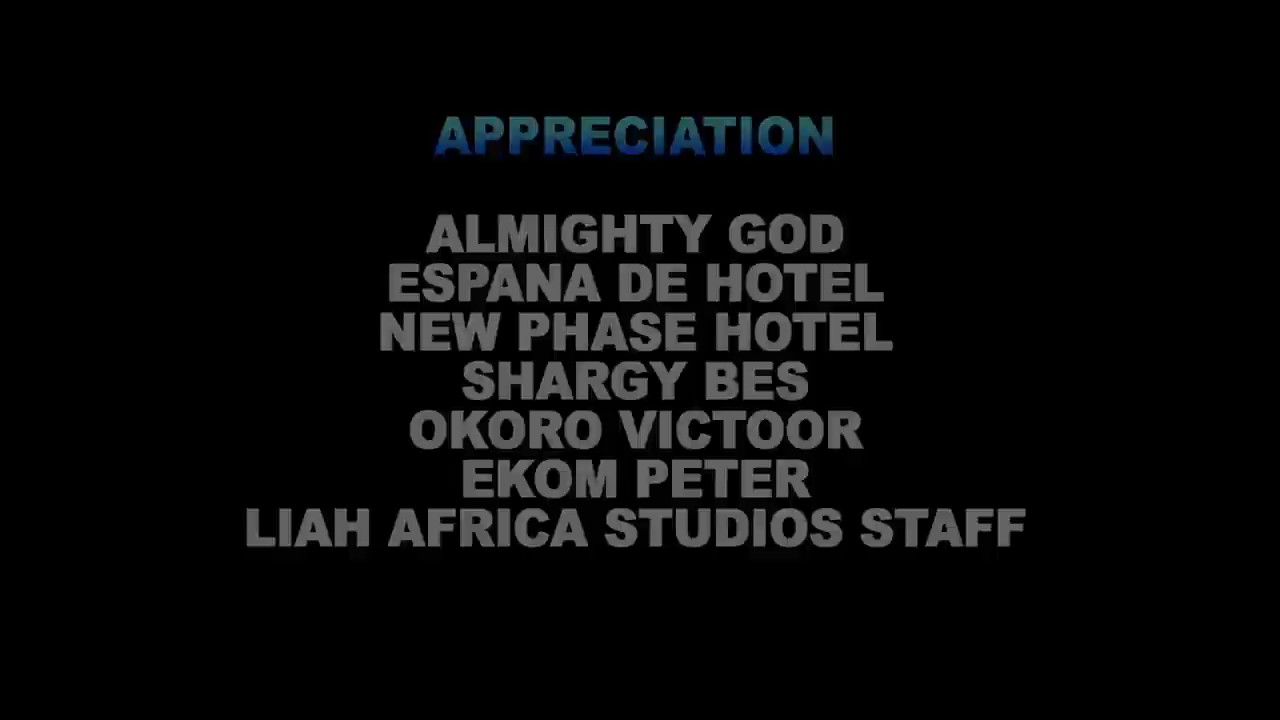 APPRECIATION
ALMIGHTY GOD
ESPANA DE HOTEL
NEW PHASE HOTEL
SHARGY BES
OKORO VICTOOR
EKOM PETER
LIAH AFRICA STUDIOS STAFF